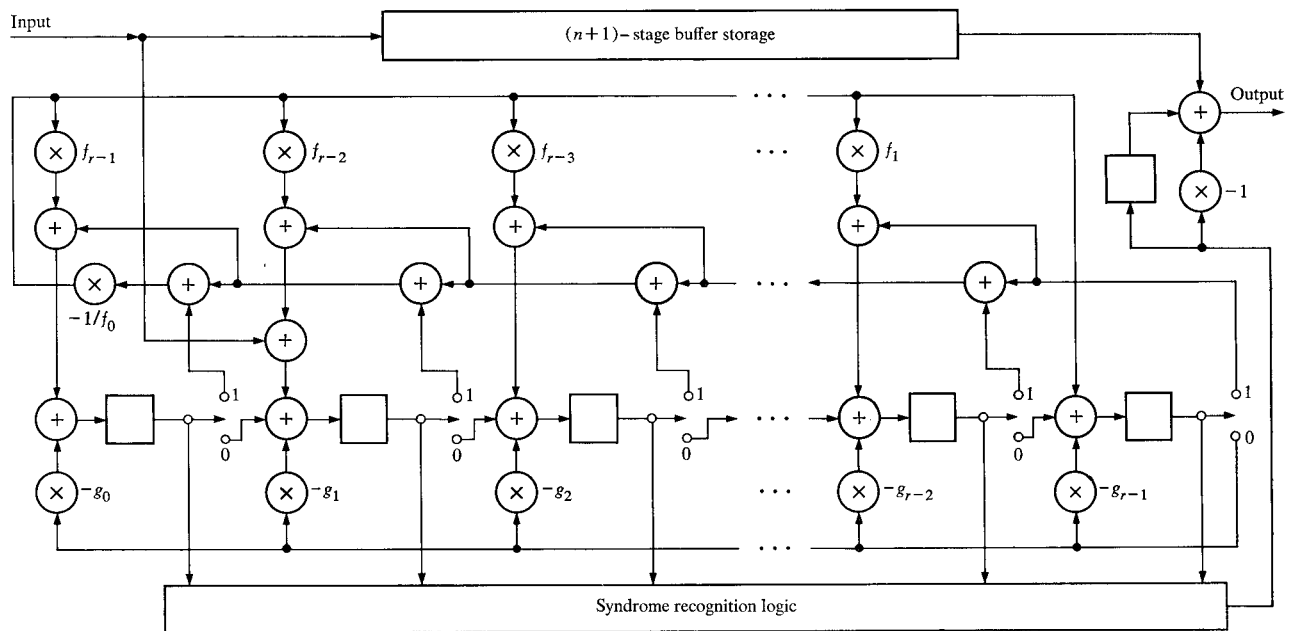 Input
(n+1)– stage buffer storage
Output
× f_{r−1}
× f_{r−2}
× f_{r−3}
· · ·
× f_1
+
× −1
+
+
+
+
× −1/f_0
+
+
+
· · ·
+
+
1
1
1
1
1
+
+
+
· · ·
+
+
0
0
0
0
0
× −g_0
× −g_1
× −g_2
· · ·
× −g_{r−2}
× −g_{r−1}
· · ·
Syndrome recognition logic